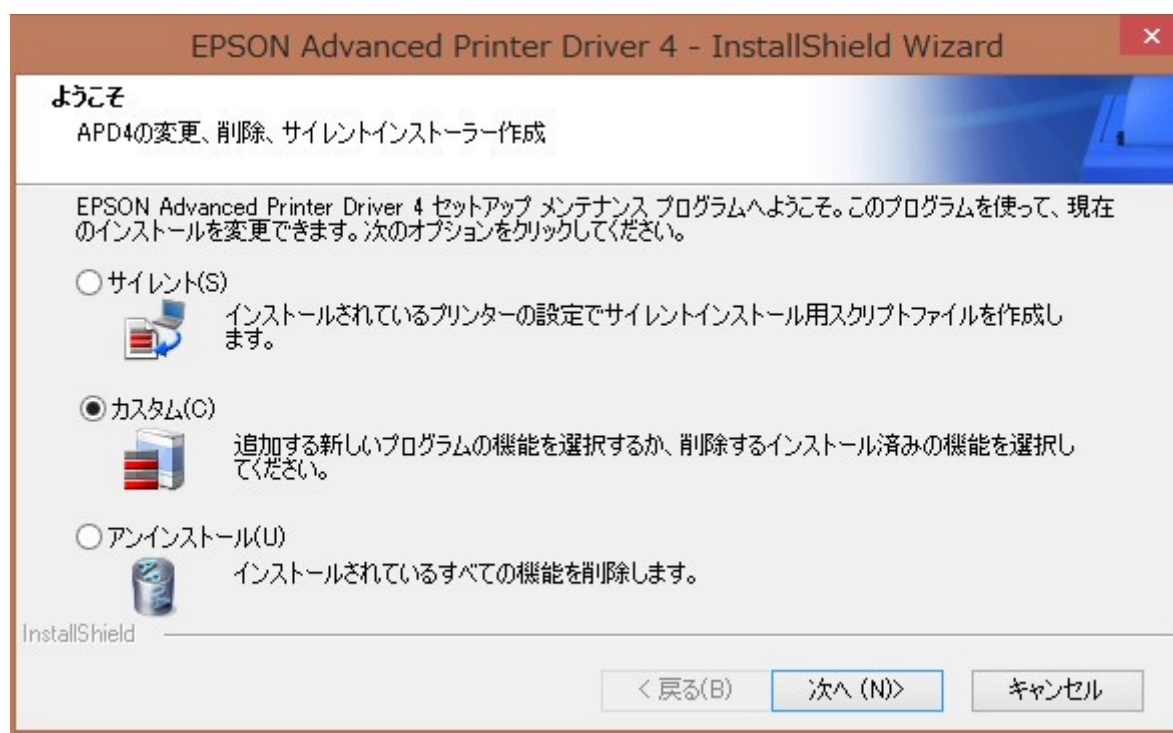 EPSON Advanced Printer Driver 4 - InstallShield Wizard
ようこそ
APD4の変更、削除、サイレントインストーラー作成
EPSON Advanced Printer Driver 4 セットアップ メンテナンス プログラムへようこそ。このプログラムを使って、現在
のインストールを変更できます。次のオプションをクリックしてください。
サイレント(S)
インストールされているプリンターの設定でサイレントインストール用スクリプトファイルを作成し
ます。
カスタム(C)
追加する新しいプログラムの機能を選択するか、削除するインストール済みの機能を選択し
てください。
アンインストール(U)
インストールされているすべての機能を削除します。
InstallShield
< 戻る(B)
次へ (N)>
キャンセル